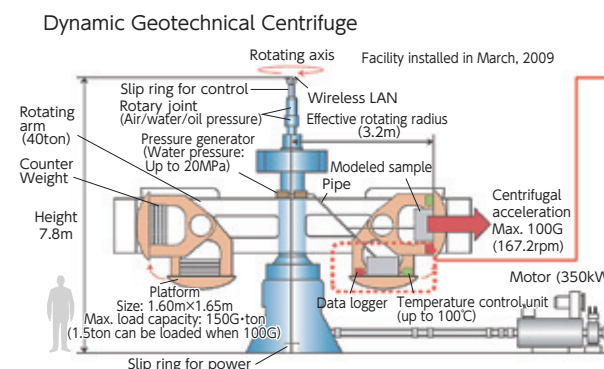 Dynamic Geotechnical Centrifuge
Rotating axis
Facility installed in March, 2009
Slip ring for control
Wireless LAN
Rotary joint
(Air/water/oil pressure)
Effective rotating radius
(3.2m)
Rotating
arm
(40ton)
Pressure generator
(Water pressure:
Up to 20MPa)
Modeled sample
Counter
Weight
Pipe
Centrifugal
acceleration
Max. 100G
(167.2rpm)
Height
7.8m
Motor (350kW
Platform
Size: 1.60m×1.65m
Max. load capacity: 150G•ton
(1.5ton can be loaded when 100G)
Data logger
Temperature control unit
(up to 100℃)
Slip ring for power